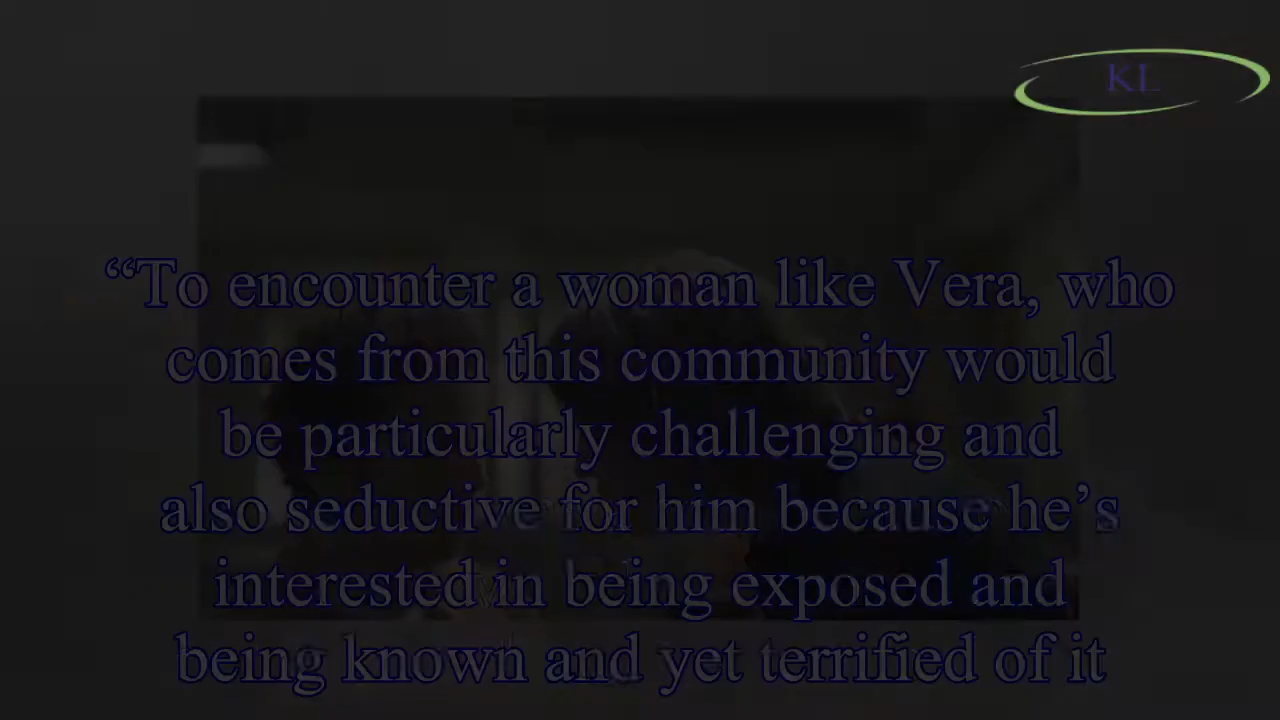 KL
“To encounter a woman like Vera, who
comes from this community would
be particularly challenging and
also seductive for him because he’s
interested in being exposed and
being known and yet terrified of it